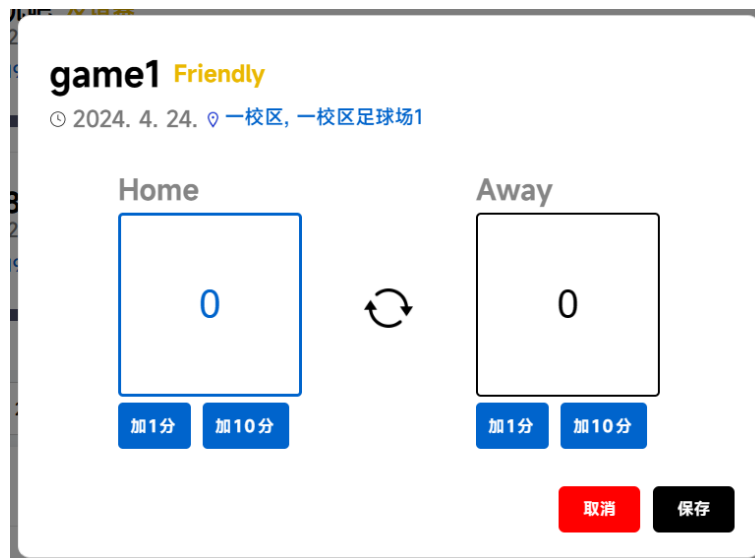 game1 Friendly
2024. 4. 24. 一校区, 一校区足球场1
Home Away
0 0
加1分 加10分 加1分 加10分
取消 保存